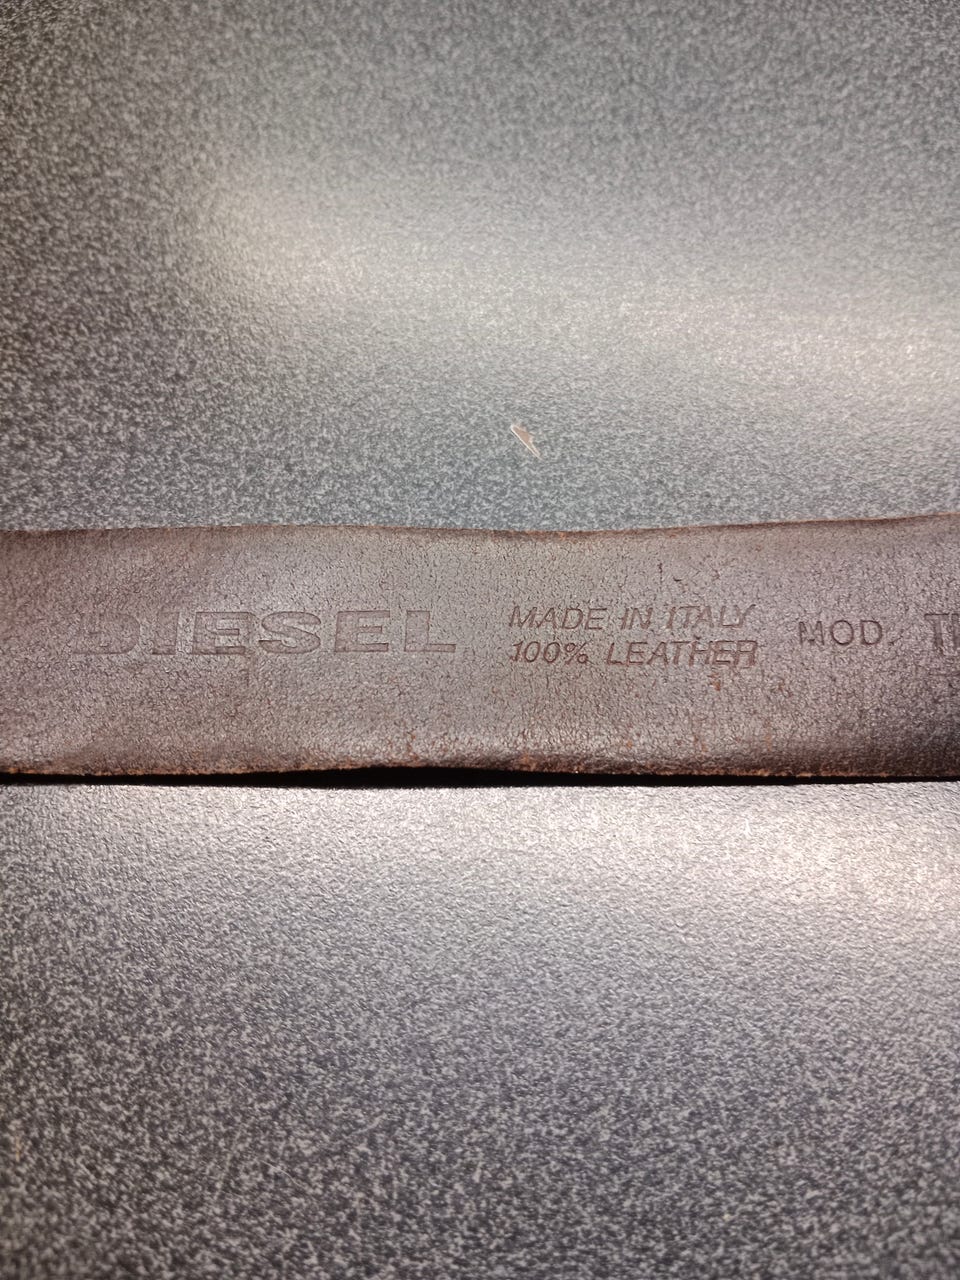 DIESEL
MADE IN ITALY
100% LEATHER
MOD.